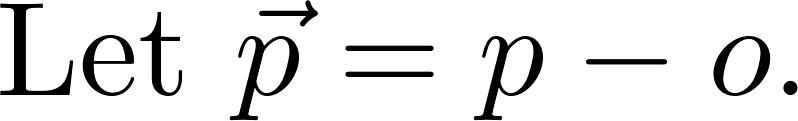 Let $\vec{p} = p - o.$